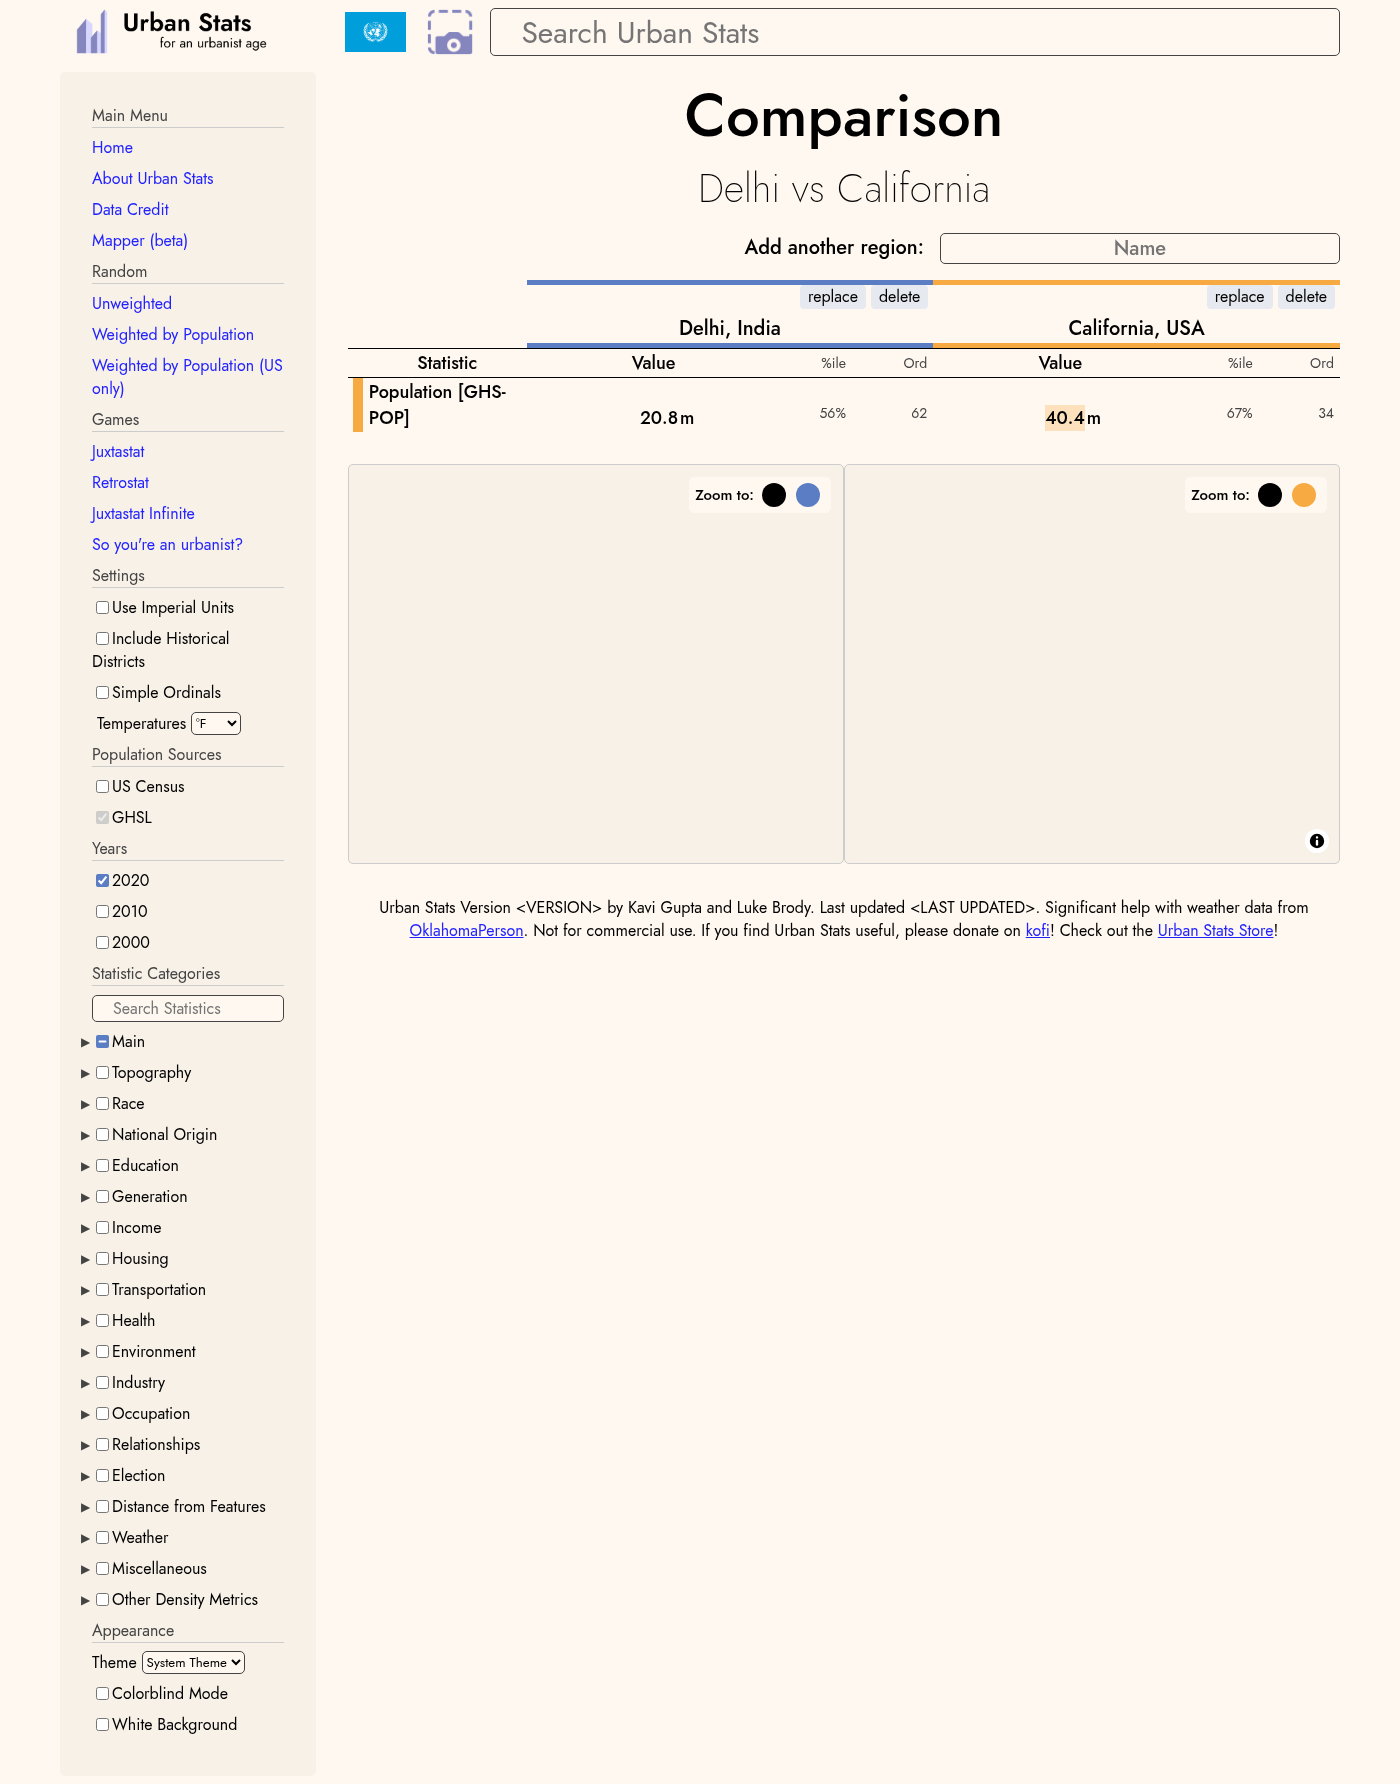 Urban Stats
for an urbanist age
Search Urban Stats
Main Menu
Home
About Urban Stats
Data Credit
Mapper (beta)
Random
Unweighted
Weighted by Population
Weighted by Population (US
only)
Games
Juxtastat
Retrostat
Juxtastat Infinite
So you're an urbanist?
Settings
Use Imperial Units
Include Historical
Districts
Simple Ordinals
Temperatures °F
Population Sources
US Census
GHSL
Years
2020
2010
2000
Statistic Categories
Search Statistics
Main
Topography
Race
National Origin
Education
Generation
Income
Housing
Transportation
Health
Environment
Industry
Occupation
Relationships
Election
Distance from Features
Weather
Miscellaneous
Other Density Metrics
Appearance
Theme System Theme
Colorblind Mode
White Background
Comparison
Delhi vs California
Add another region: Name
replace delete replace delete
Delhi, India California, USA
Statistic Value %ile Ord Value %ile Ord
Population [GHS-
POP] 20.8m 56% 62 40.4m 67% 34
Zoom to: Zoom to:
Urban Stats Version <VERSION> by Kavi Gupta and Luke Brody. Last updated <LAST UPDATED>. Significant help with weather data from
OklahomaPerson. Not for commercial use. If you find Urban Stats useful, please donate on kofi! Check out the Urban Stats Store!